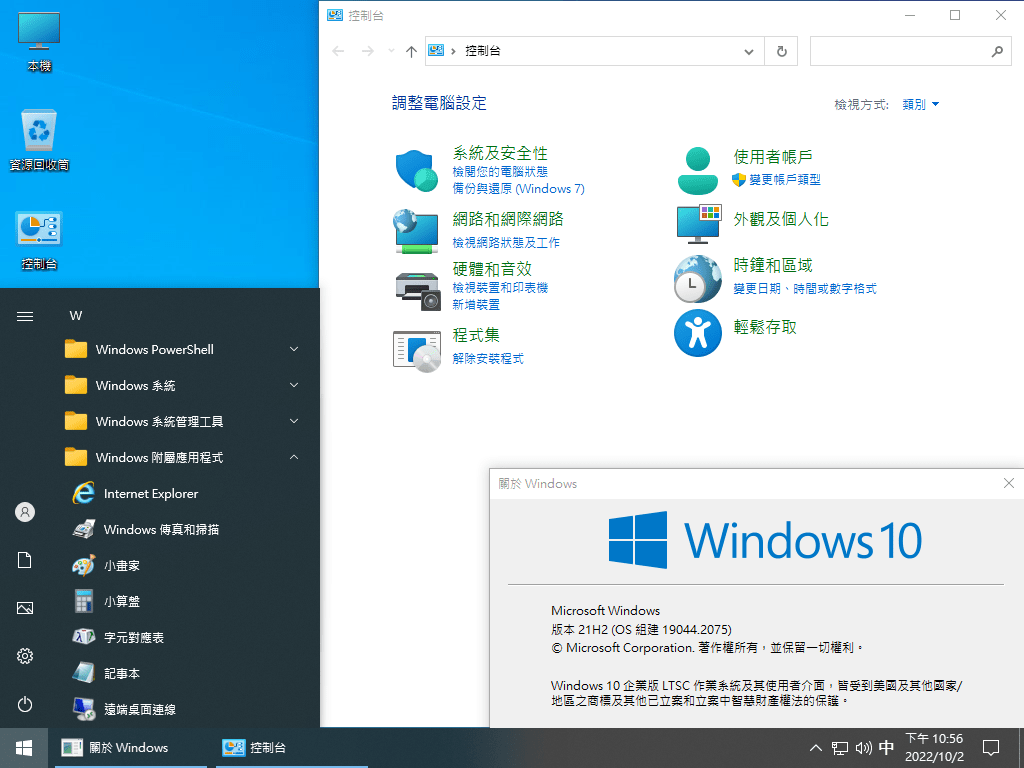 本機
資源回收筒
控制台
控制台
控制台
調整電腦設定
檢視方式: 類別
系統及安全性
檢閱您的電腦狀態
備份與還原 (Windows 7)
網路和網際網路
檢視網路狀態及工作
硬體和音效
檢視裝置和印表機
新增裝置
程式集
解除安裝程式
使用者帳戶
變更帳戶類型
外觀及個人化
時鐘和區域
變更日期、時間或數字格式
輕鬆存取
W
Windows PowerShell
Windows 系統
Windows 系統管理工具
Windows 附屬應用程式
Internet Explorer
Windows 傳真和掃描
小畫家
小算盤
字元對應表
記事本
遠端桌面連線
關於 Windows
Windows 10
Microsoft Windows
版本 21H2 (OS 組建 19044.2075)
© Microsoft Corporation. 著作權所有，並保留一切權利。
Windows 10 企業版 LTSC 作業系統及其使用者介面，皆受到美國及其他國家/
地區之商標及其他已立案和立案中智慧財產權法的保護。
關於 Windows
控制台
中
下午 10:56
2022/10/2